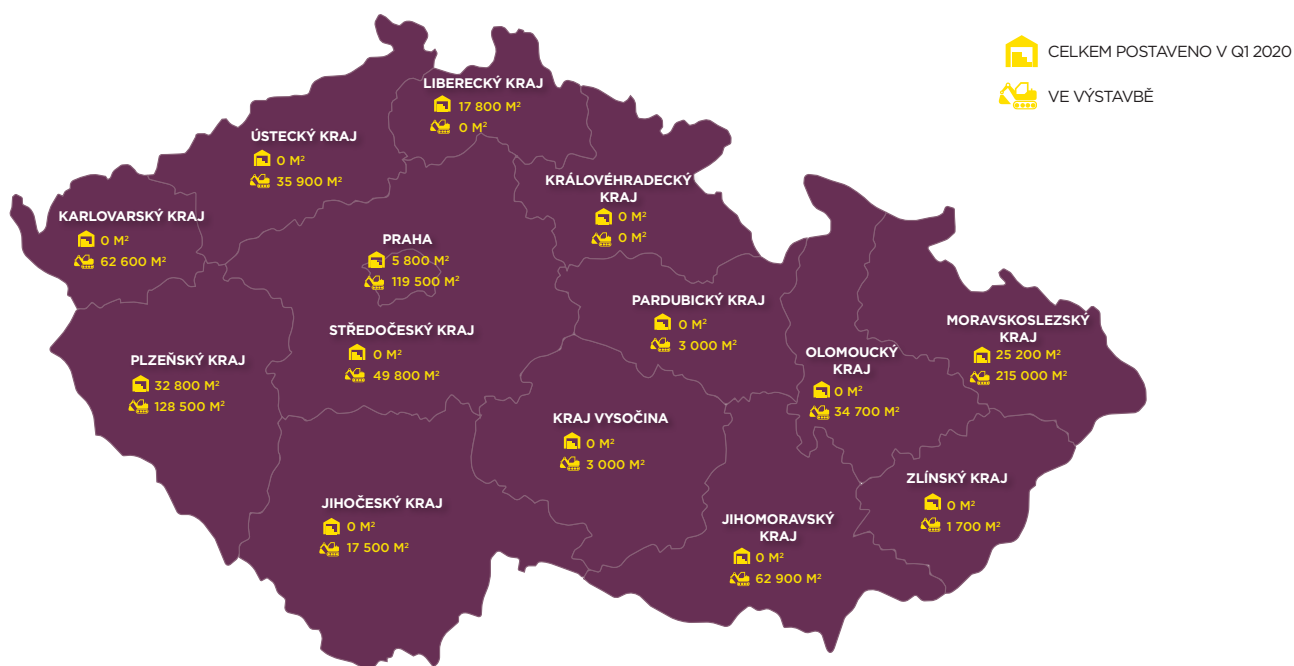 CELKEM POSTAVENO V Q1 2020
VE VÝSTAVBĚ
LIBERECKÝ KRAJ
17 800 M²
0 M²
ÚSTECKÝ KRAJ
0 M²
35 900 M²
KRÁLOVÉHRADECKÝ
KRAJ
0 M²
0 M²
KARLOVARSKÝ KRAJ
0 M²
62 600 M²
PRAHA
5 800 M²
119 500 M²
PARDUBICKÝ KRAJ
0 M²
3 000 M²
MORAVSKOSLEZSKÝ
KRAJ
25 200 M²
215 000 M²
STŘEDOČESKÝ KRAJ
0 M²
49 800 M²
OLOMOUCKÝ
KRAJ
0 M²
34 700 M²
PLZEŇSKÝ KRAJ
32 800 M²
128 500 M²
KRAJ VYSOČINA
0 M²
3 000 M²
ZLÍNSKÝ KRAJ
0 M²
1 700 M²
JIHOČESKÝ KRAJ
0 M²
17 500 M²
JIHOMORAVSKÝ
KRAJ
0 M²
62 900 M²